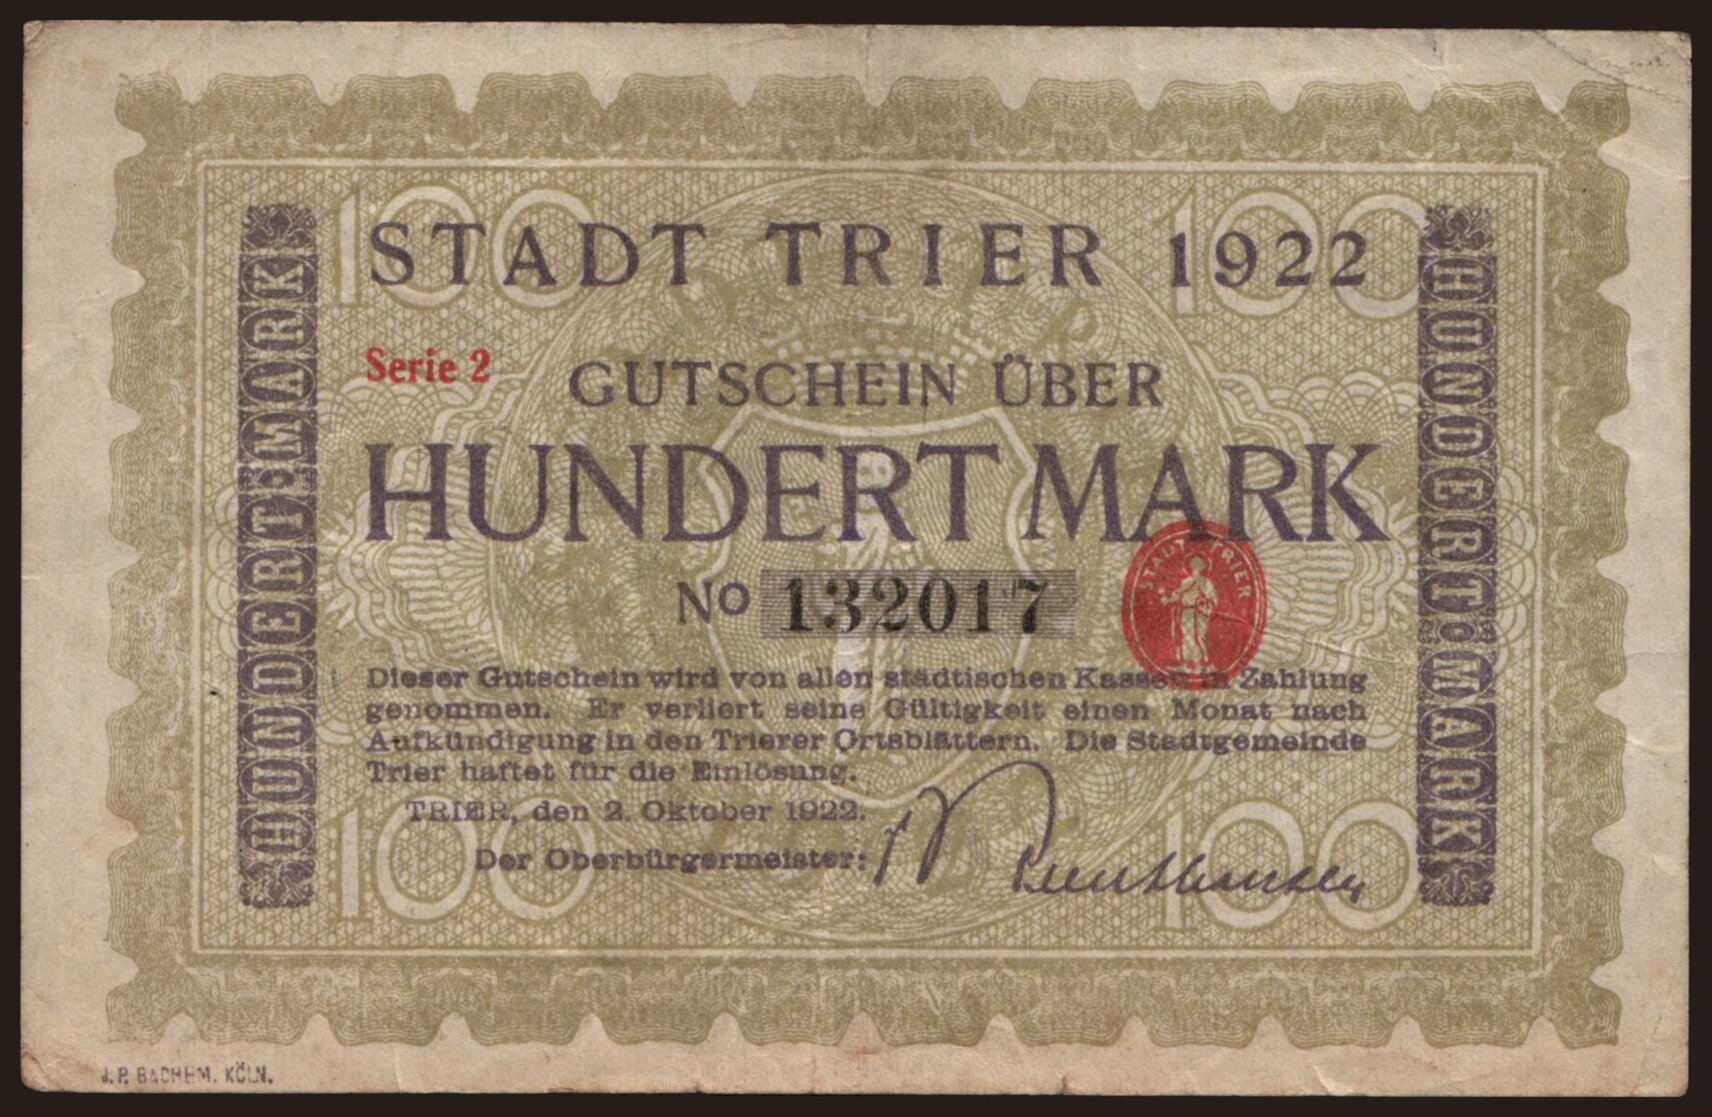 100 100
STADT TRIER 1922
Serie 2
GUTSCHEIN ÜBER
HUNDERT MARK
HUNDERT MARK
HUNDERT MARK
No 132017
STADT TRIER
Dieser Gutschein wird von allen städtischen Kassen in Zahlung
genommen. Er verliert seine Gültigkeit einen Monat nach
Aufkündigung in den Trierer Ortsblättern. Die Stadtgemeinde
Trier haftet für die Einlösung.
TRIER, den 2. Oktober 1922.
Der Oberbürgermeister:
100 100
J. P. BACHEM, KÖLN.